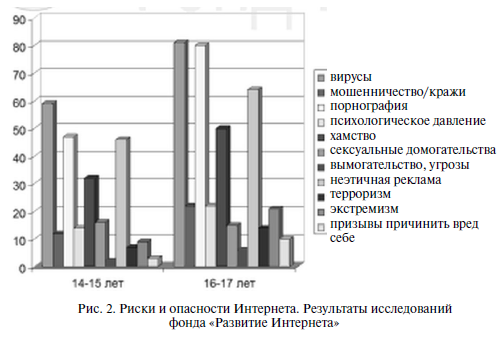 90
80
70
60
50
40
30
20
10
0
14-15 лет
16-17 лет
вирусы
мошенничество/кражи
порнография
психологическое давление
хамство
сексуальные домогательства
вымогательство, угрозы
неэтичная реклама
терроризм
экстремизм
призывы причинить вред
себе
Рис. 2. Риски и опасности Интернета. Результаты исследований
фонда «Развитие Интернета»